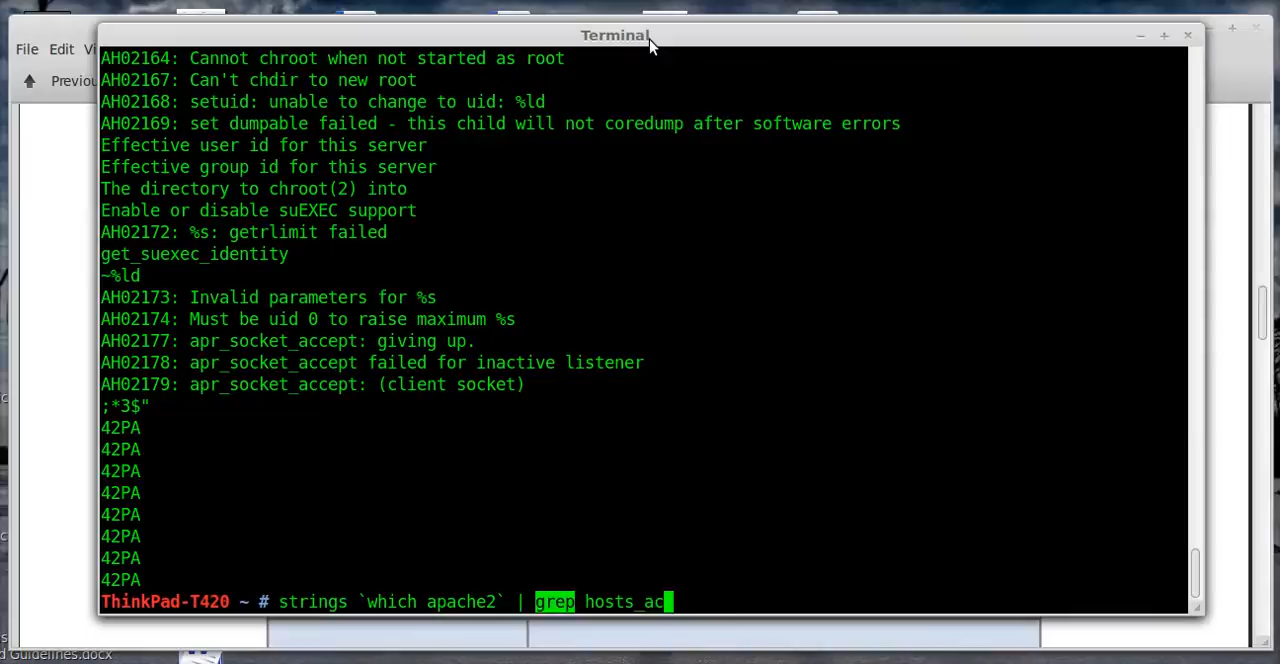 Terminal
File Edit Vi
Previou
AH02164: Cannot chroot when not started as root
AH02167: Can't chdir to new root
AH02168: setuid: unable to change to uid: %ld
AH02169: set dumpable failed - this child will not coredump after software errors
Effective user id for this server
Effective group id for this server
The directory to chroot(2) into
Enable or disable suEXEC support
AH02172: %s: getrlimit failed
get_suexec_identity
~%ld
AH02173: Invalid parameters for %s
AH02174: Must be uid 0 to raise maximum %s
AH02177: apr_socket_accept: giving up.
AH02178: apr_socket_accept failed for inactive listener
AH02179: apr_socket_accept: (client socket)
;*3$"
42PA
42PA
42PA
42PA
42PA
42PA
42PA
42PA
ThinkPad-T420 ~ # strings `which apache2` | grep hosts_ac
d Guidelines.docx